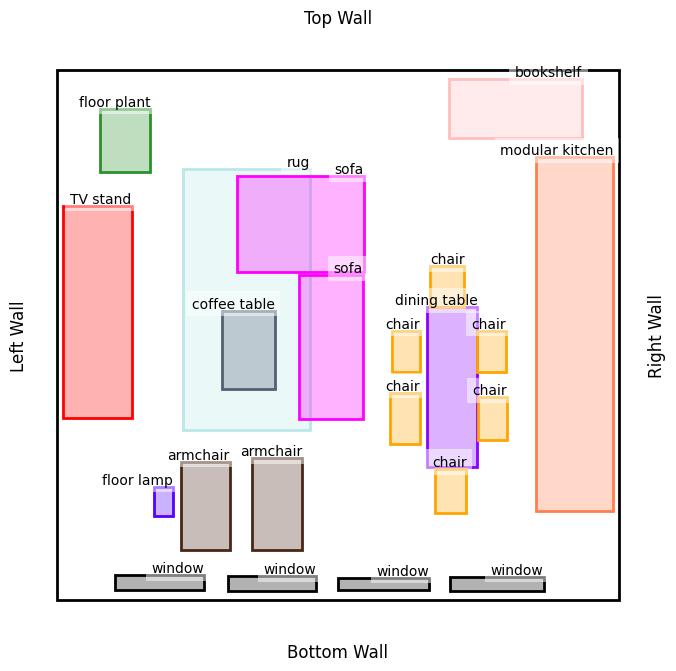 Top Wall
bookshelf
floor plant
modular kitchen
rug
sofa
TV stand
chair
sofa
dining table
coffee table
chair
chair
Left Wall
Right Wall
chair
chair
armchair
armchair
chair
floor lamp
window
window
window
window
Bottom Wall